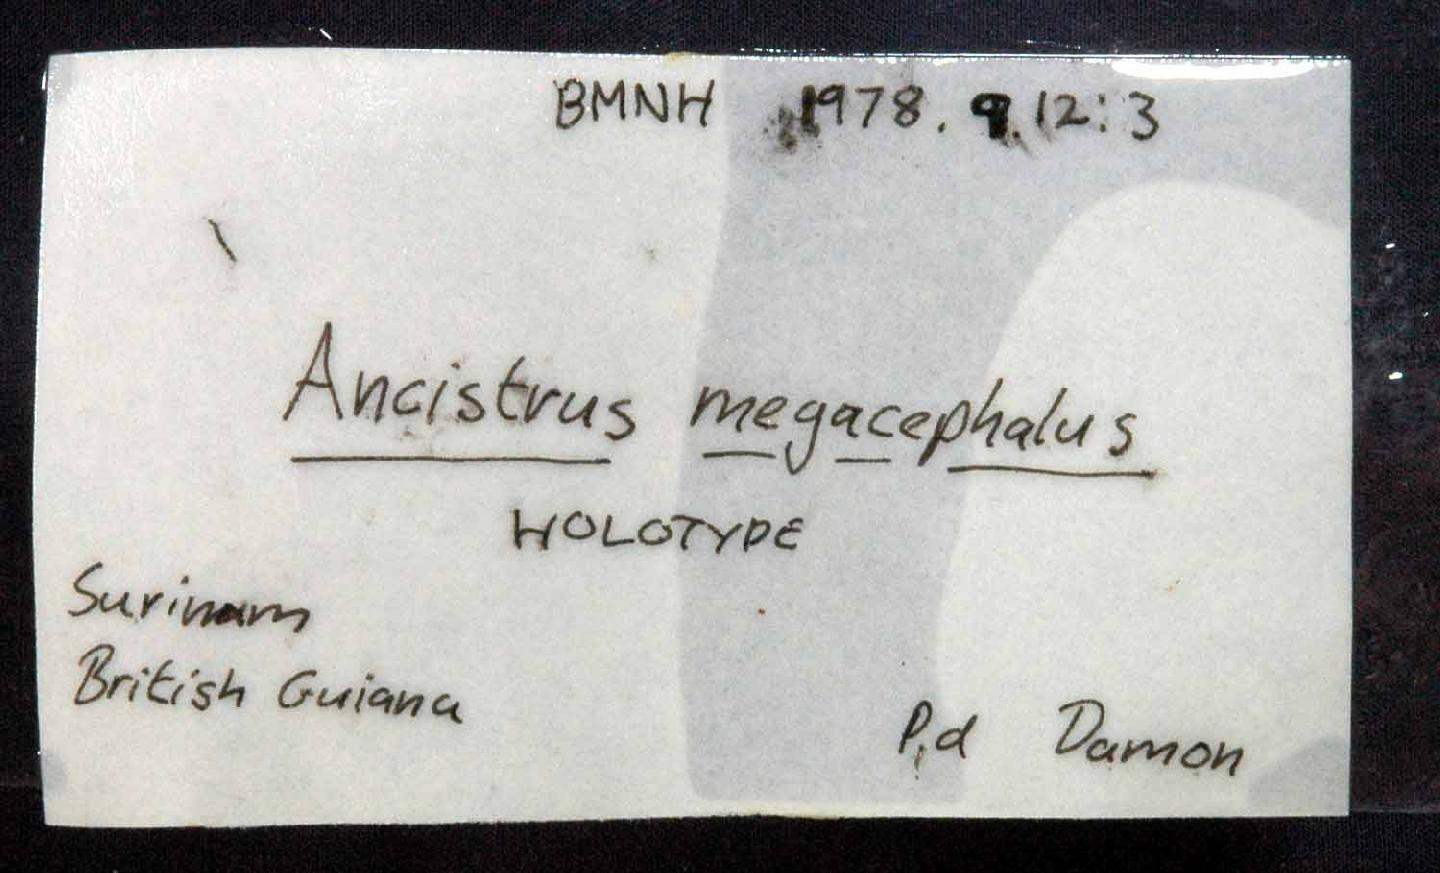 BMNH 1978.9.12:3
Ancistrus megacephalus
HOLOTYPE
Surinam
British Guiana
P,d Damon